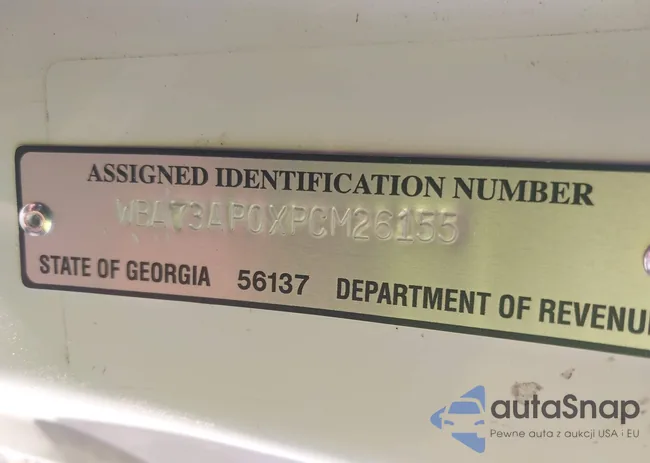 ASSIGNED IDENTIFICATION NUMBER
WBA73AP0XPCM26155
STATE OF GEORGIA 56137 DEPARTMENT OF REVENU
autaSnap
Pewne auta z aukcji USA i EU